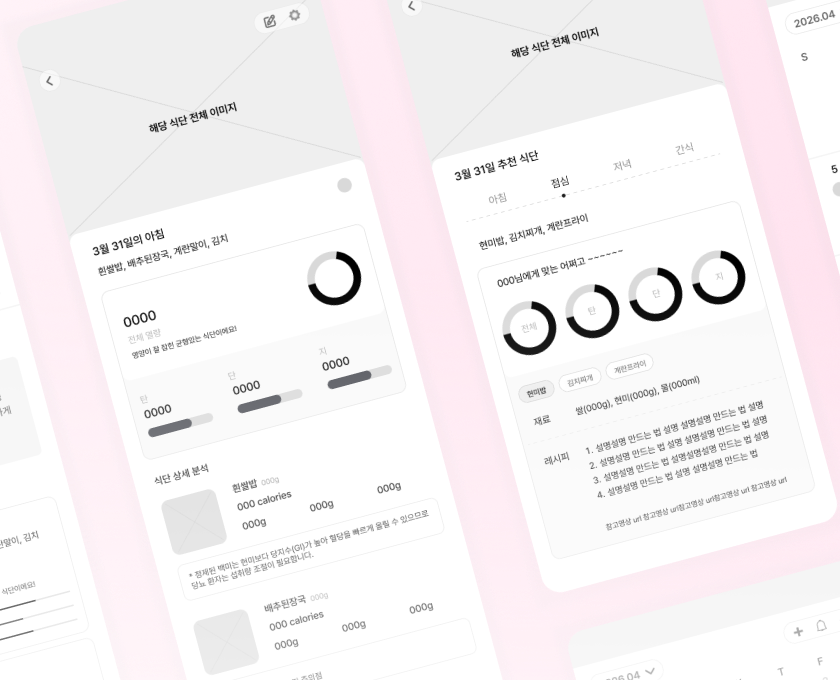 해당 식단 전체 이미지
3월 31일의 아침
흰쌀밥, 배추된장국, 계란말이, 김치
0000
전체 열량
영양이 잘 잡힌 균형있는 식단이에요!
탄
0000
단
0000
지
0000
식단 상세 분석
흰쌀밥 000g
000 calories
000g
000g
000g
* 정제된 백미는 현미보다 당지수(GI)가 높아 혈당을 빠르게 올릴 수 있으므로
당뇨 환자는 섭취량 조절이 필요합니다.
배추된장국 000g
000 calories
000g
000g
000g
해당 식단 전체 이미지
3월 31일 추천 식단
아침
점심
저녁
간식
현미밥, 김치찌개, 계란프라이
000님에게 맞는 어쩌고 ~~~~~~
전체
탄
단
지
현미밥
김치찌개
계란프라이
재료
쌀(000g), 현미(000g), 물(000ml)
레시피
1. 설명설명 만드는 법 설명 설명설명 만드는 법 설명
2. 설명설명 만드는 법 설명 설명설명 만드는 법 설명
3. 설명설명 만드는 법 설명설명설명 만드는 법 설명
4. 설명설명 만드는 법 설명 설명설명 만드는 법
참고영상 url 참고영상 url참고영상 url참고영상 url 참고영상 url
2026.04
S
5
T
F
계란말이, 김치
식단이에요!